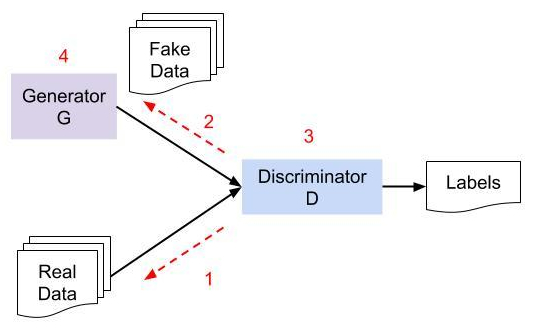 4
Fake
Data
Generator
G
2
3
Discriminator
D
Labels
Real
Data
1